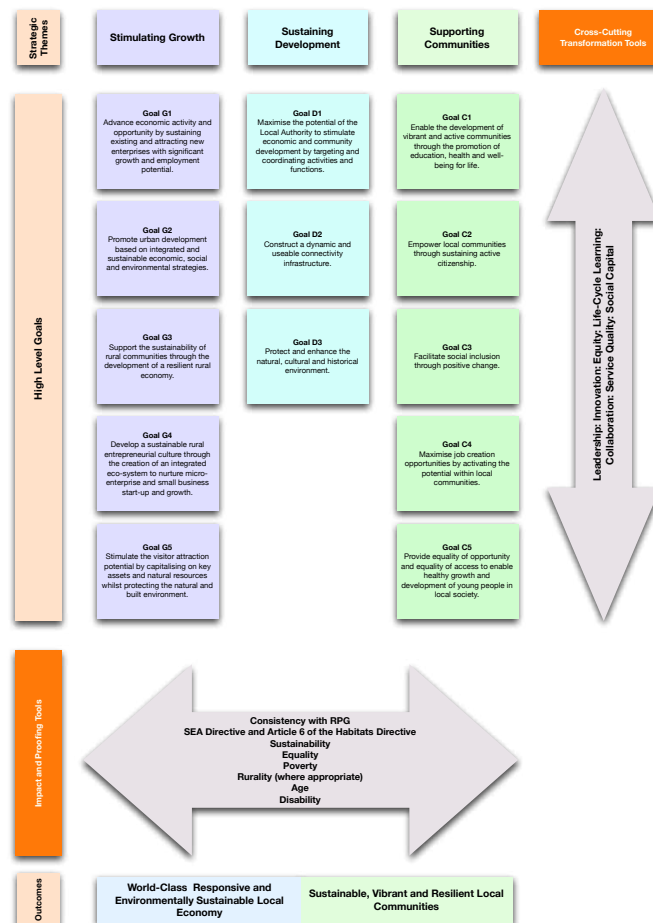 Strategic
Themes
Stimulating Growth
Sustaining
Development
Supporting
Communities
Cross-Cutting
Transformation Tools
High Level Goals
Goal G1
Advance economic activity and
opportunity by sustaining
existing and attracting new
enterprises with significant
growth and employment
potential.
Goal D1
Maximise the potential of the
Local Authority to stimulate
economic and community
development by targeting and
coordinating activities and
functions.
Goal C1
Enable the development of
vibrant and active communities
through the promotion of
education, health and well-
being for life.
Goal G2
Promote urban development
based on integrated and
sustainable economic, social
and environmental strategies.
Goal D2
Construct a dynamic and
useable connectivity
infrastructure.
Goal C2
Empower local communities
through sustaining active
citizenship.
Goal G3
Support the sustainability of
rural communities through the
development of a resilient rural
economy.
Goal D3
Protect and enhance the
natural, cultural and historical
environment.
Goal C3
Facilitate social inclusion
through positive change.
Goal G4
Develop a sustainable rural
entrepreneurial culture through
the creation of an integrated
eco-system to nurture micro-
enterprise and small business
start-up and growth.
Goal C4
Maximise job creation
opportunities by activating the
potential within local
communities.
Goal G5
Stimulate the visitor attraction
potential by capitalising on key
assets and natural resources
whilst protecting the natural and
built environment.
Goal C5
Provide equality of opportunity
and equality of access to enable
healthy growth and
development of young people in
local society.
Leadership: Innovation: Equity: Life-Cycle Learning:
Collaboration: Service Quality: Social Capital
Impact and Proofing Tools
Consistency with RPG
SEA Directive and Article 6 of the Habitats Directive
Sustainability
Equality
Poverty
Rurality (where appropriate)
Age
Disability
Outcomes
World-Class Responsive and
Environmentally Sustainable Local
Economy
Sustainable, Vibrant and Resilient Local
Communities